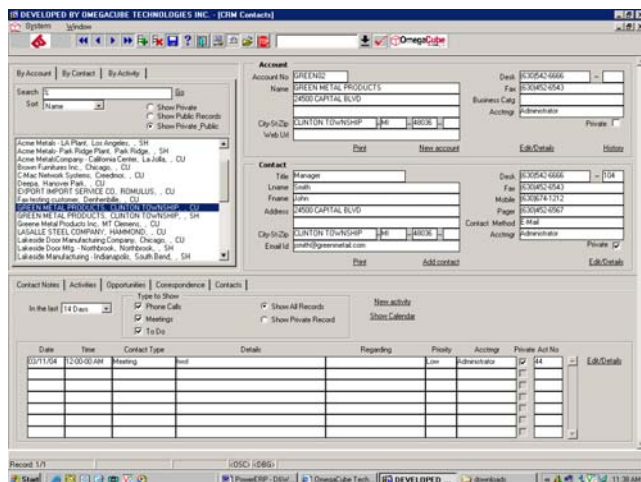 DEVELOPED BY OMEGACUBE TECHNOLOGIES INC. - [CRM Contacts]
System Window
OmegaCube
By Account By Contact By Activity
Search % Go
Sort Name
Show Private
Show Public Records
Show Private_Public
Acme Metals - LA Plant, Los Angeles, , SH
Acme Metals- Park Ridge Plant, Park Ridge, , SH
Acme MetalsCompany - California Center, La Jolla, , CU
Brown Furnitures Inc., Chicago, , CU
C-Mac Network Systems, Creedmor, , CU
Deepa, Hanover Park, , CU
EXPORT IMPORT SERVICE CO, ROMULUS, , CU
Fax testing customer, , CU
GREEN METAL PRODUCTS, CLINTON TOWNSHIP, , CU
GREEN METAL PRODUCTS, CLINTON TOWNSHIP, , SH
Greene Metal Products Inc, MT Clemens, , CU
LASALLE STEEL COMPANY, HAMMOND, , CU
Lakeside Door Manufacturing Company, Chicago, , CU
Lakeside Door Mfg - Northbrook, Northbrook, , SH
Lakeside Manufacturing - Indianapolis, South Bend, , SH
Account
Account No GREEN02
Name GREEN METAL PRODUCTS
24500 CAPITAL BLVD
City-St-Zip CLINTON TOWNSHIP - MI - 48036 -
Web Url
Desk (630)542-6666 -
Fax (630)452-6543
Business Catg
Acctmgr Administrator
Private
Print New account Edit/Details History
Contact
Title Manager
Lname Smith
Fname John
Address 24500 CAPITAL BLVD
City-St-Zip CLINTON TOWNSHIP - MI - 48036 -
Email Id jsmith@greenmetal.com
Desk (630)542-6666 - 104
Fax (630)452-6543
Mobile (630)674-1212
Pager (630)452-6567
Contact Method E-Mail
Acctmgr Administrator
Private
Print Add contact Edit/Details
Contact Notes Activities Opportunities Correspondence Contacts
In the last 14 Days
Type to Show
Phone Calls
Meetings
To Do
Show All Records
Show Private Record
New activity
Show Calendar
Date Time Contact Type Details Regarding Priority Acctmgr Private Act No
03/11/04 12:00:00 AM Meeting Low Administrator 44 Edit/Details
Record: 1/1 <OSC> <DBG>
Start PowerERP - D&W... OmegaCube Tech... DEVELOPED ... downloads 11:38 AM